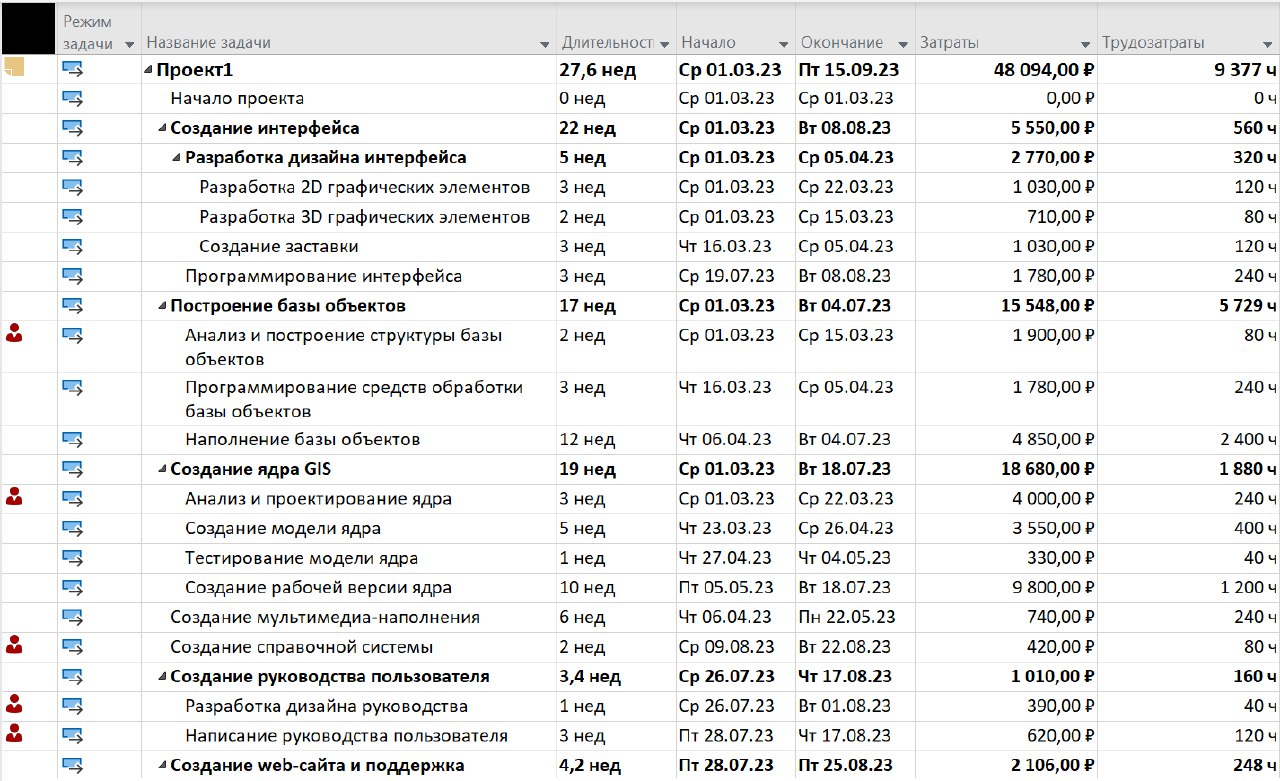 Режим
задачи Название задачи Длительност Начало Окончание Затраты Трудозатраты
Проект1 27,6 нед Ср 01.03.23 Пт 15.09.23 48 094,00 ₽ 9 377 ч
Начало проекта 0 нед Ср 01.03.23 Ср 01.03.23 0,00 ₽ 0 ч
Создание интерфейса 22 нед Ср 01.03.23 Вт 08.08.23 5 550,00 ₽ 560 ч
Разработка дизайна интерфейса 5 нед Ср 01.03.23 Ср 05.04.23 2 770,00 ₽ 320 ч
Разработка 2D графических элементов 3 нед Ср 01.03.23 Ср 22.03.23 1 030,00 ₽ 120 ч
Разработка 3D графических элементов 2 нед Ср 01.03.23 Ср 15.03.23 710,00 ₽ 80 ч
Создание заставки 3 нед Чт 16.03.23 Ср 05.04.23 1 030,00 ₽ 120 ч
Программирование интерфейса 3 нед Ср 19.07.23 Вт 08.08.23 1 780,00 ₽ 240 ч
Построение базы объектов 17 нед Ср 01.03.23 Вт 04.07.23 15 548,00 ₽ 5 729 ч
Анализ и построение структуры базы 2 нед Ср 01.03.23 Ср 15.03.23 1 900,00 ₽ 80 ч
объектов
Программирование средств обработки 3 нед Чт 16.03.23 Ср 05.04.23 1 780,00 ₽ 240 ч
базы объектов
Наполнение базы объектов 12 нед Чт 06.04.23 Вт 04.07.23 4 850,00 ₽ 2 400 ч
Создание ядра GIS 19 нед Ср 01.03.23 Вт 18.07.23 18 680,00 ₽ 1 880 ч
Анализ и проектирование ядра 3 нед Ср 01.03.23 Ср 22.03.23 4 000,00 ₽ 240 ч
Создание модели ядра 5 нед Чт 23.03.23 Ср 26.04.23 3 550,00 ₽ 400 ч
Тестирование модели ядра 1 нед Чт 27.04.23 Чт 04.05.23 330,00 ₽ 40 ч
Создание рабочей версии ядра 10 нед Пт 05.05.23 Вт 18.07.23 9 800,00 ₽ 1 200 ч
Создание мультимедиа-наполнения 6 нед Чт 06.04.23 Пн 22.05.23 740,00 ₽ 240 ч
Создание справочной системы 2 нед Ср 09.08.23 Вт 22.08.23 420,00 ₽ 80 ч
Создание руководства пользователя 3,4 нед Ср 26.07.23 Чт 17.08.23 1 010,00 ₽ 160 ч
Разработка дизайна руководства 1 нед Ср 26.07.23 Вт 01.08.23 390,00 ₽ 40 ч
Написание руководства пользователя 3 нед Пт 28.07.23 Чт 17.08.23 620,00 ₽ 120 ч
Создание web-сайта и поддержка 4,2 нед Пт 28.07.23 Пт 25.08.23 2 106,00 ₽ 248 ч